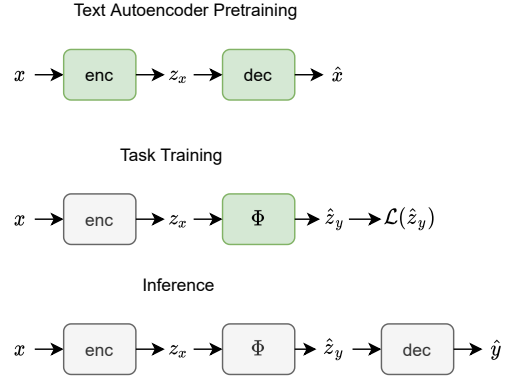 Text Autoencoder Pretraining
x enc z_x dec x̂
Task Training
x enc z_x Φ ẑ_y ℒ(ẑ_y)
Inference
x enc z_x Φ ẑ_y dec ŷ